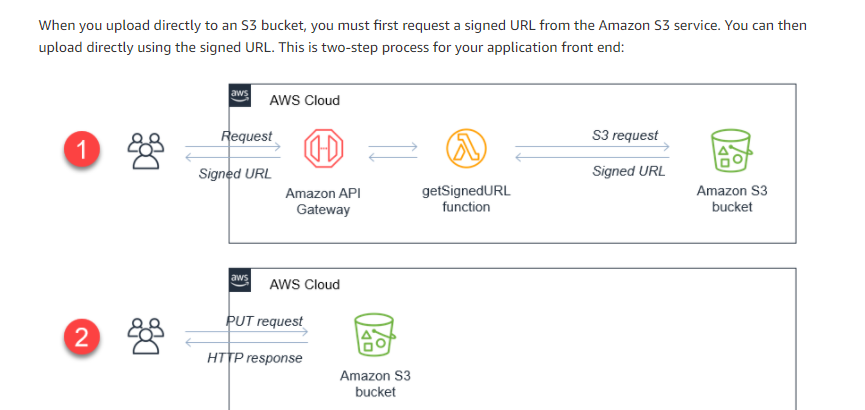 When you upload directly to an S3 bucket, you must first request a signed URL from the Amazon S3 service. You can then
upload directly using the signed URL. This is two-step process for your application front end:
aws
AWS Cloud
1
Request
Signed URL
Amazon API
Gateway
getSignedURL
function
S3 request
Signed URL
Amazon S3
bucket
aws
AWS Cloud
2
PUT request
HTTP response
Amazon S3
bucket